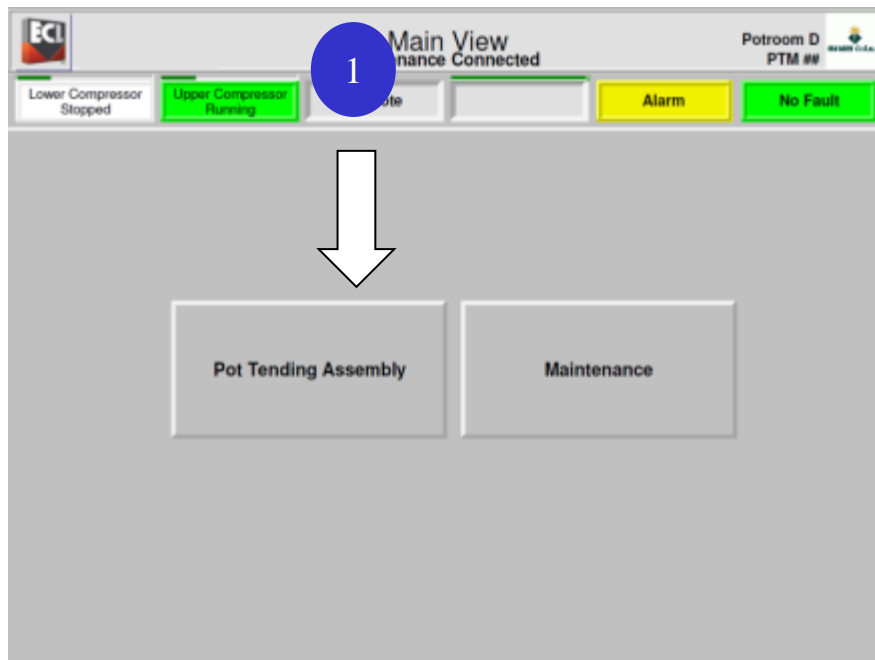 ECL
Main View
nance Connected
Potroom D
PTM ##
1
Lower Compressor
Stopped
Upper Compressor
Running
ote
Alarm
No Fault
Pot Tending Assembly
Maintenance